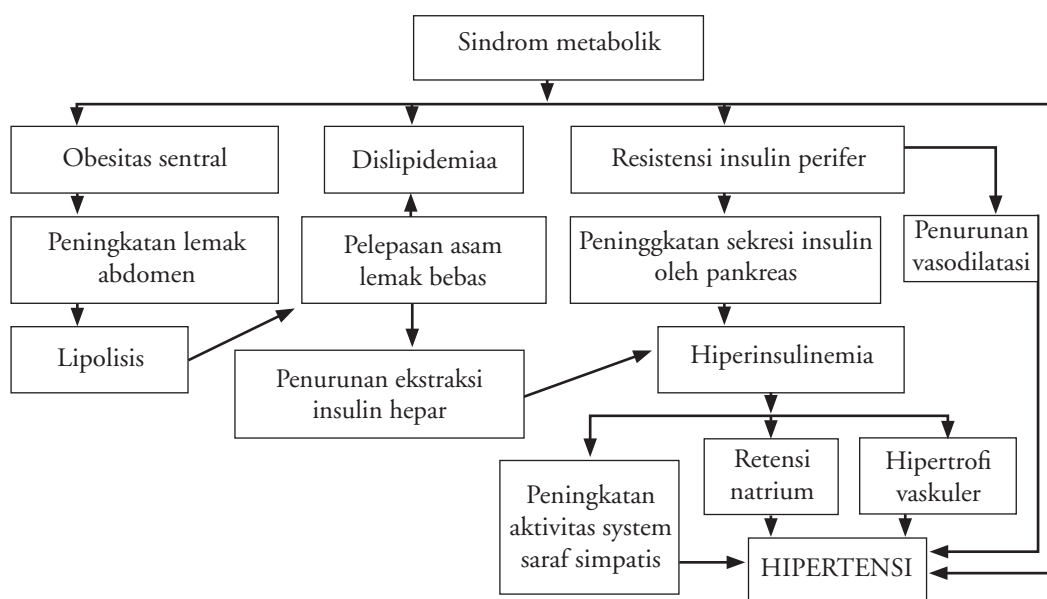 Sindrom metabolik
Obesitas sentral
Dislipidemiaa
Resistensi insulin perifer
Peningkatan lemak
abdomen
Pelepasan asam
lemak bebas
Peninggkatan sekresi insulin
oleh pankreas
Penurunan
vasodilatasi
Lipolisis
Penurunan ekstraksi
insulin hepar
Hiperinsulinemia
Peningkatan
aktivitas system
saraf simpatis
Retensi
natrium
Hipertrofi
vaskuler
HIPERTENSI